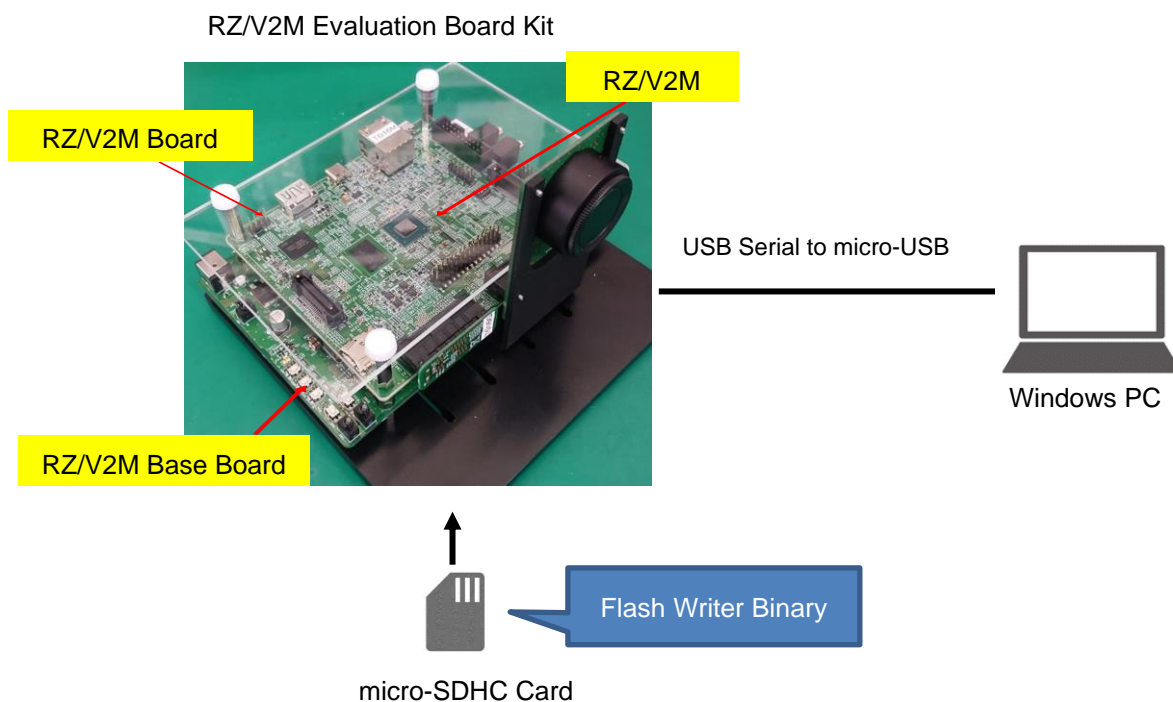 RZ/V2M Evaluation Board Kit
RZ/V2M
RZ/V2M Board
USB Serial to micro-USB
Windows PC
RZ/V2M Base Board
Flash Writer Binary
micro-SDHC Card